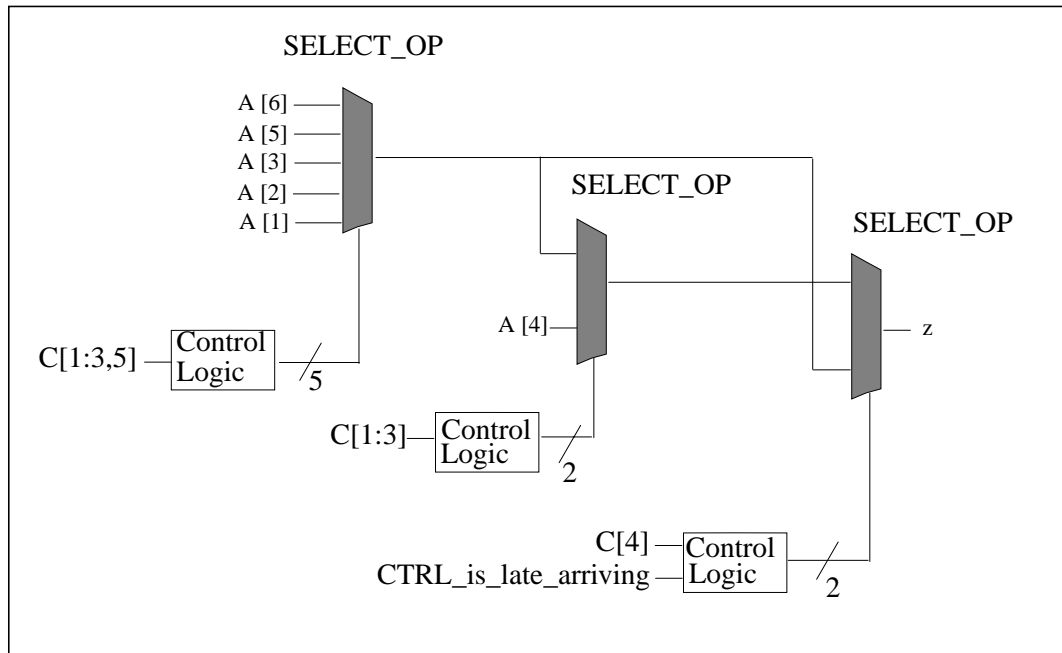 SELECT_OP
A [6]
A [5]
A [3]
A [2]
A [1]
SELECT_OP
SELECT_OP
A [4]
z
C[1:3,5]
Control
Logic
5
C[1:3]
Control
Logic
2
C[4]
CTRL_is_late_arriving
Control
Logic
2